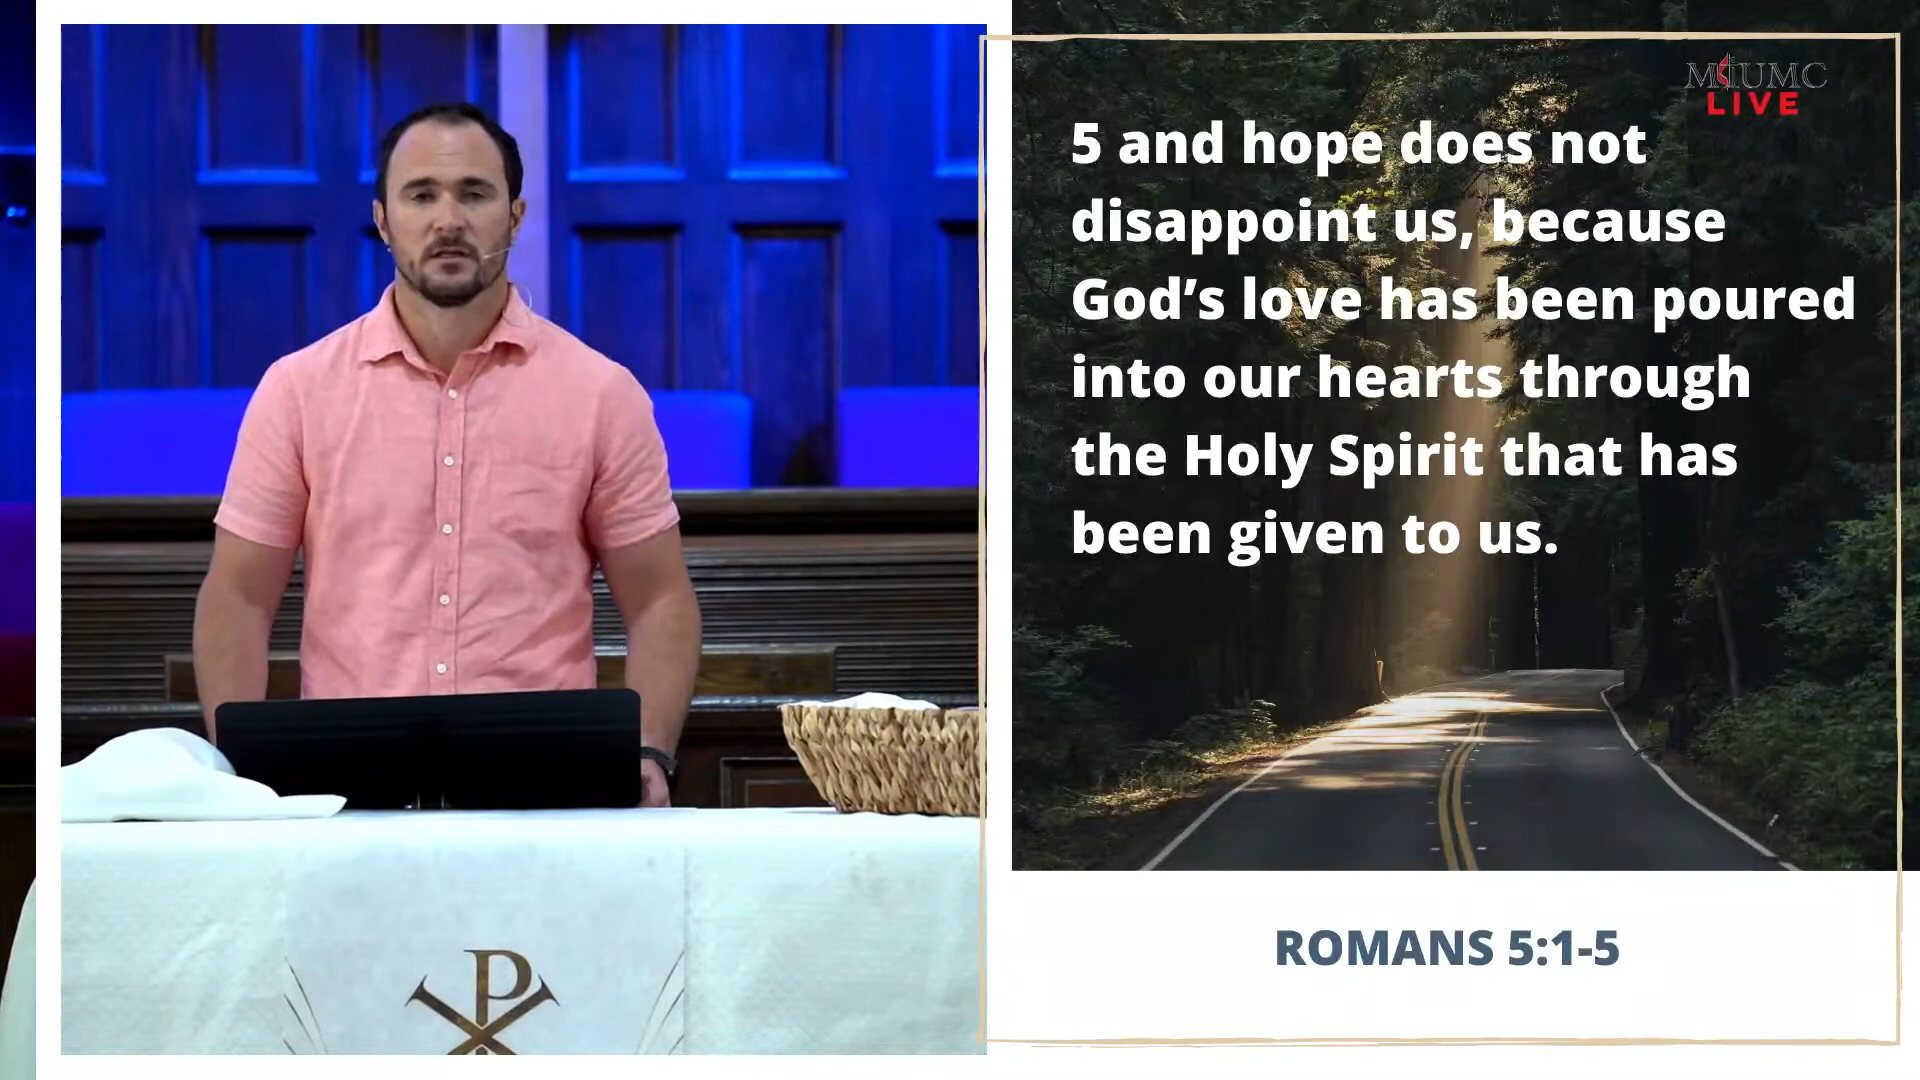 MIUMC
LIVE
5 and hope does not
disappoint us, because
God’s love has been poured
into our hearts through
the Holy Spirit that has
been given to us.
ROMANS 5:1-5